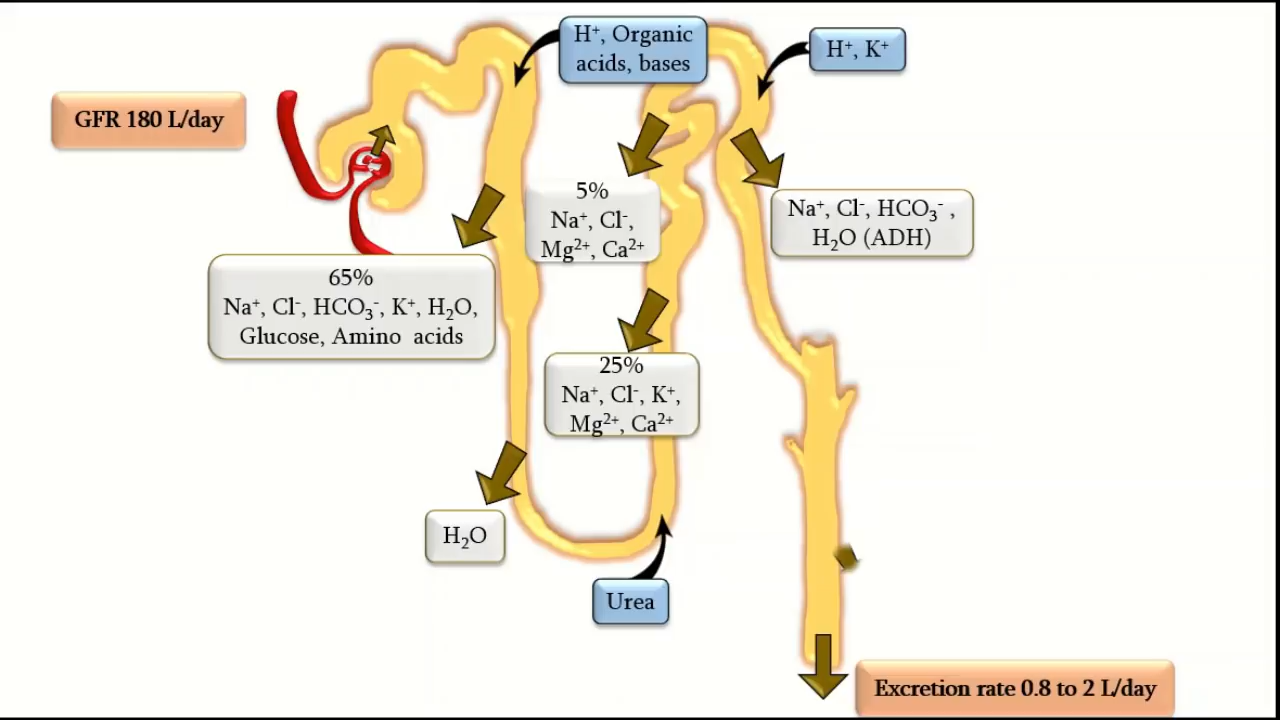 H⁺, Organic
acids, bases
H⁺, K⁺
GFR 180 L/day
5%
Na⁺, Cl⁻,
Mg²⁺, Ca²⁺
Na⁺, Cl⁻, HCO₃⁻ ,
H₂O (ADH)
65%
Na⁺, Cl⁻, HCO₃⁻, K⁺, H₂O,
Glucose, Amino acids
25%
Na⁺, Cl⁻, K⁺,
Mg²⁺, Ca²⁺
H₂O
Urea
Excretion rate 0.8 to 2 L/day